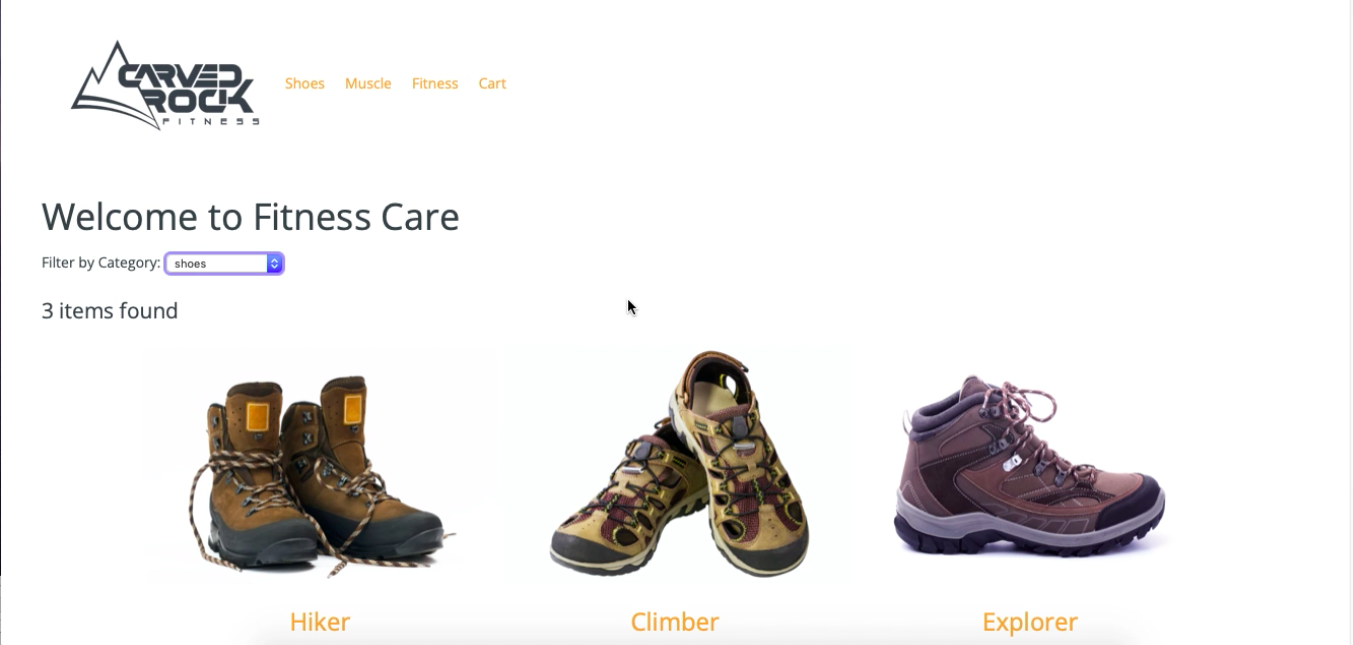 CARVED
ROCK
FITNESS
Shoes Muscle Fitness Cart
Welcome to Fitness Care
Filter by Category: shoes
3 items found
Hiker Climber Explorer